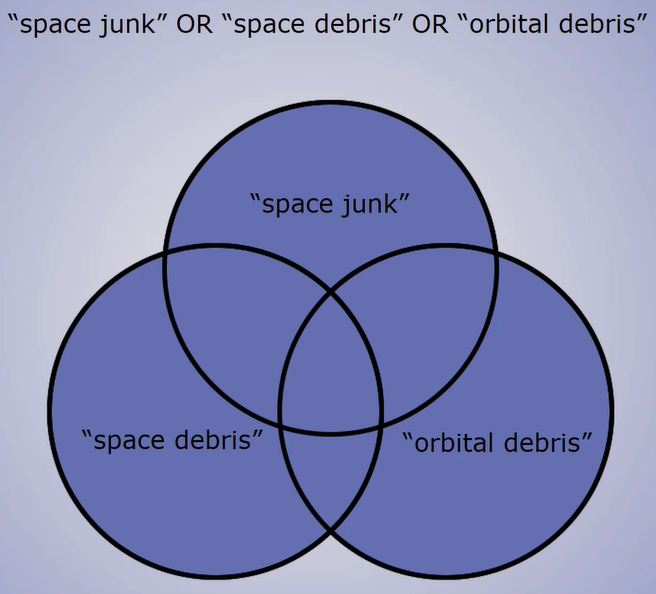 “space junk” OR “space debris” OR “orbital debris”
“space junk”
“space debris”
“orbital debris”